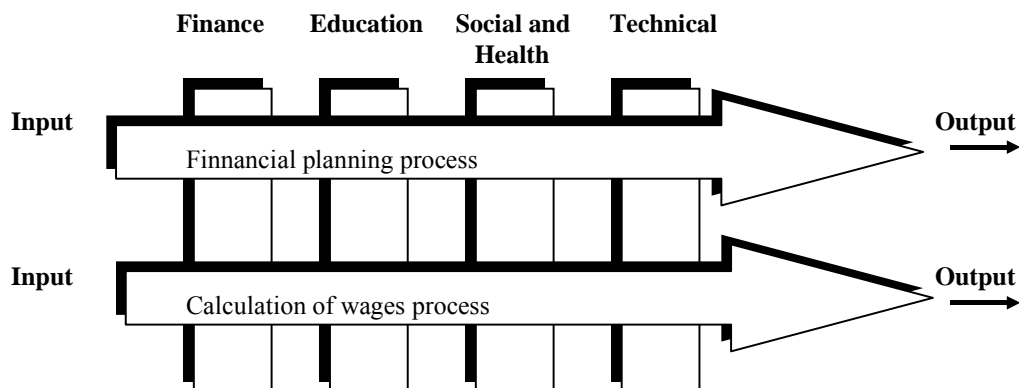 Finance Education Social and Health Technical
Input Output
Finnancial planning process
Input Output
Calculation of wages process